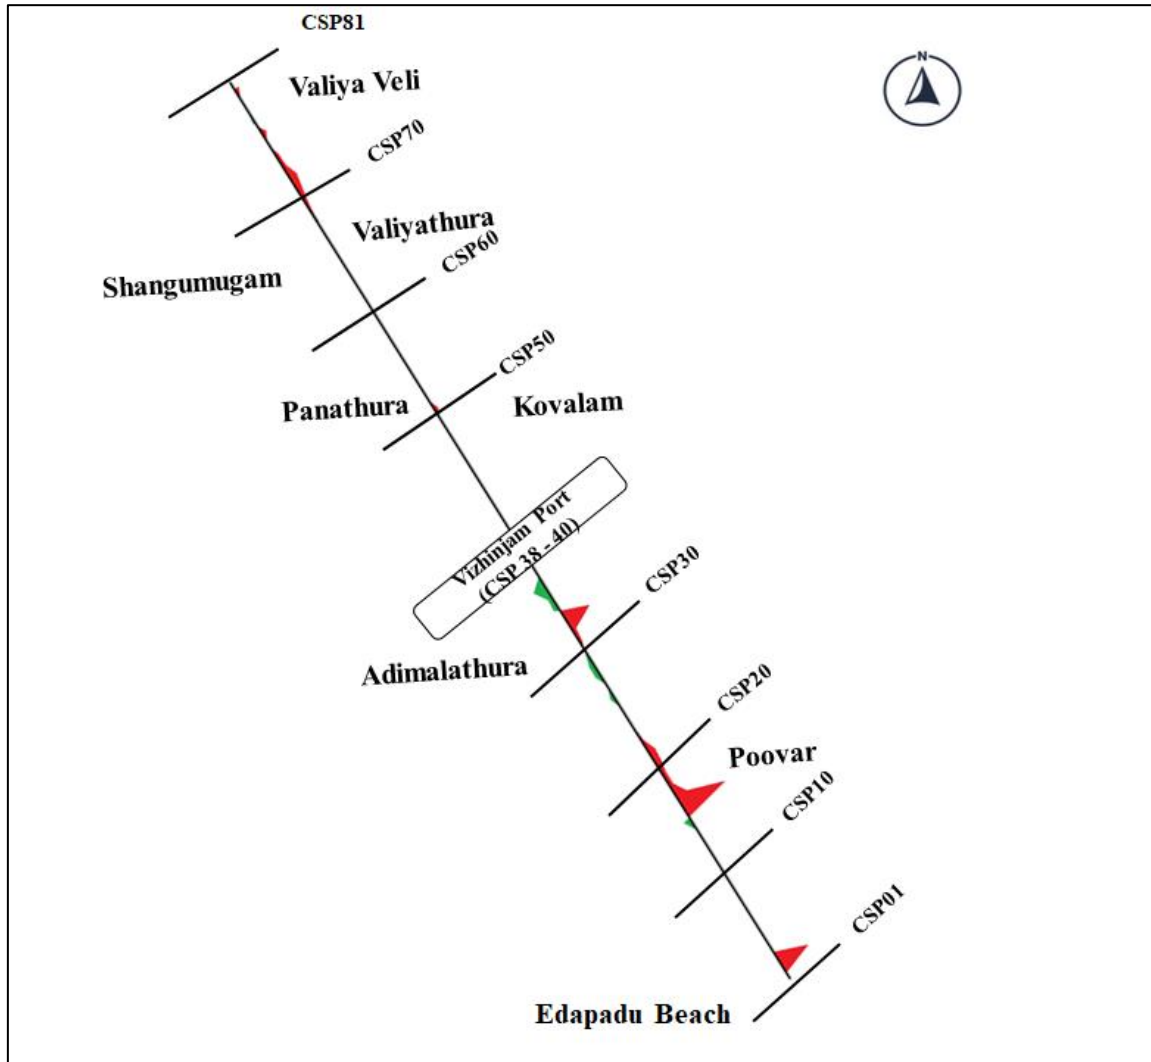 CSP81
N
Valiya Veli
CSP70
Valiyathura
CSP60
Shangumugam
CSP50
Panathura
Kovalam
Vizhinjam Port
(CSP 38 - 40)
CSP30
Adimalathura
CSP20
Poovar
CSP10
CSP01
Edapadu Beach